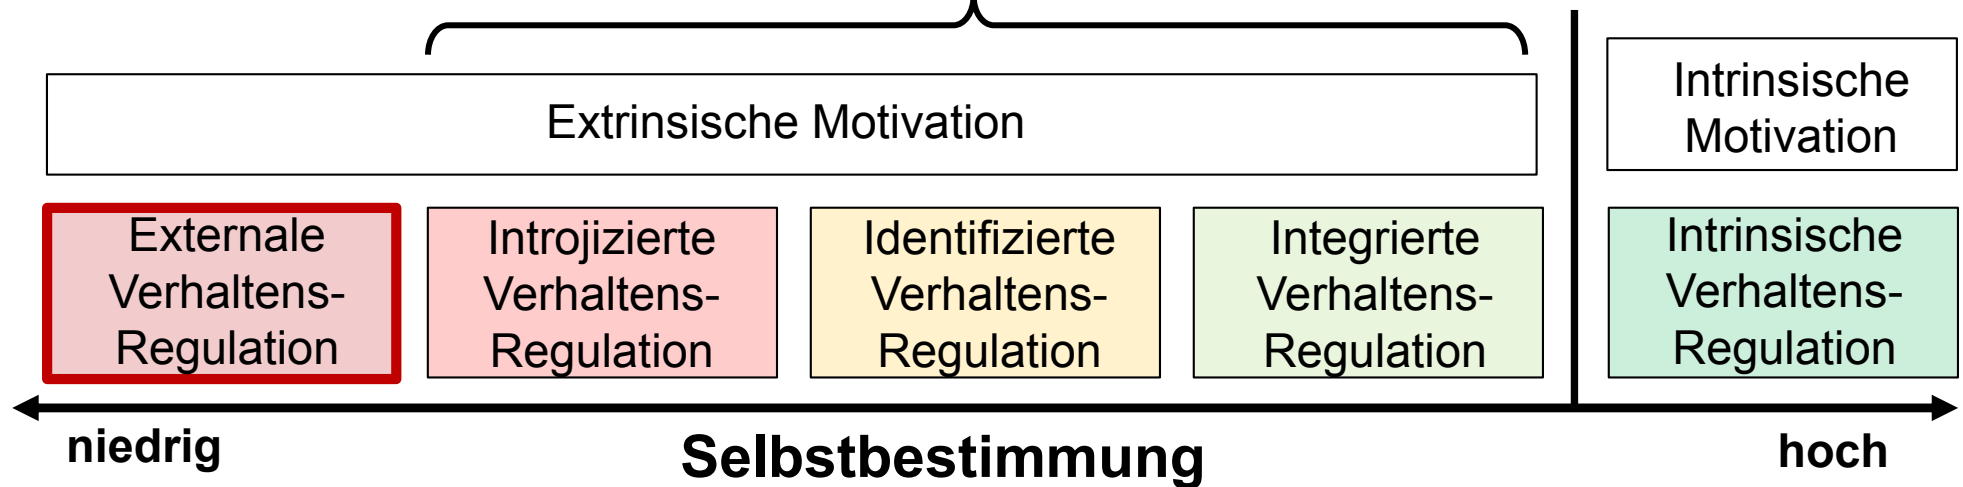 Extrinsische Motivation
Intrinsische
Motivation
Externale
Verhaltens-
Regulation
Introjizierte
Verhaltens-
Regulation
Identifizierte
Verhaltens-
Regulation
Integrierte
Verhaltens-
Regulation
Intrinsische
Verhaltens-
Regulation
niedrig
Selbstbestimmung
hoch